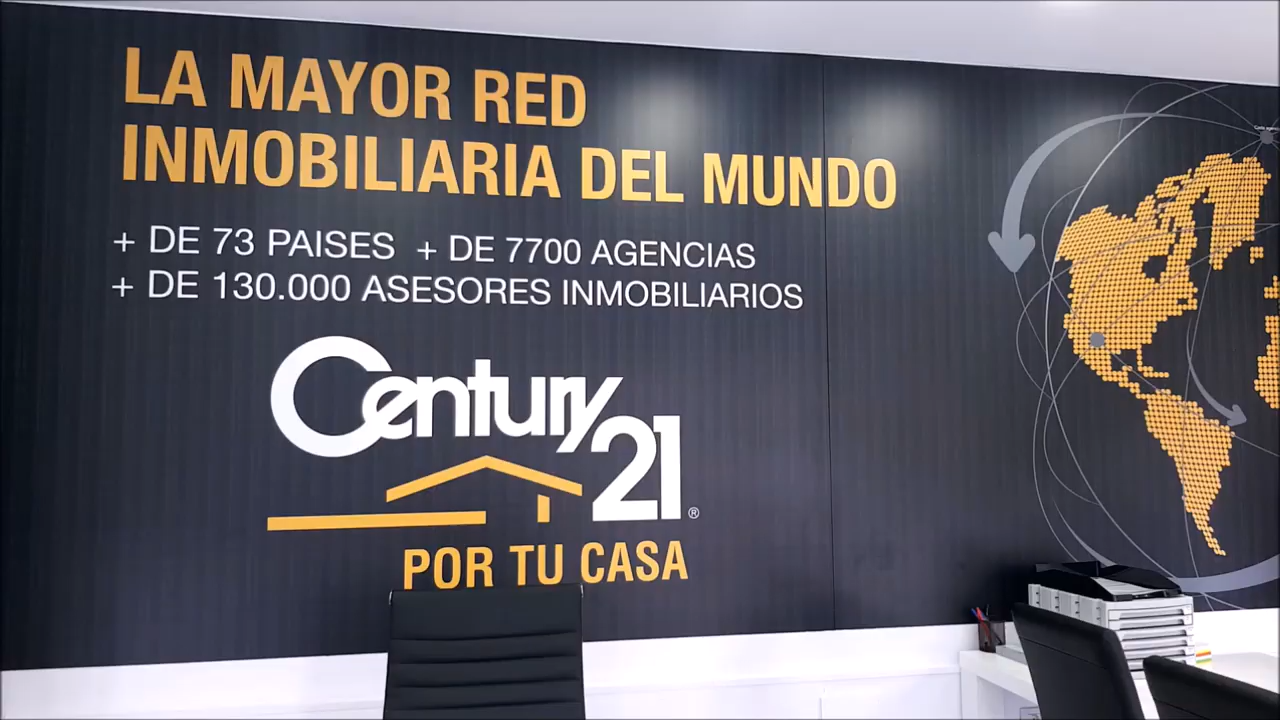 LA MAYOR RED
INMOBILIARIA DEL MUNDO
+ DE 73 PAISES + DE 7700 AGENCIAS
+ DE 130.000 ASESORES INMOBILIARIOS
Century
21®
POR TU CASA